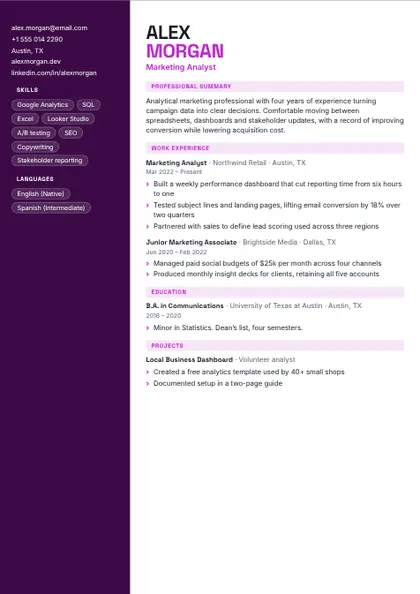 alex.morgan@email.com
+1 555 014 2290
Austin, TX
alexmorgan.dev
linkedin.com/in/alexmorgan
SKILLS
Google Analytics
SQL
Excel
Looker Studio
A/B testing
SEO
Copywriting
Stakeholder reporting
LANGUAGES
English (Native)
Spanish (Intermediate)
ALEX
MORGAN
Marketing Analyst
PROFESSIONAL SUMMARY
Analytical marketing professional with four years of experience turning
campaign data into clear decisions. Comfortable moving between
spreadsheets, dashboards and stakeholder updates, with a record of improving
conversion while lowering acquisition cost.
WORK EXPERIENCE
Marketing Analyst · Northwind Retail · Austin, TX
Mar 2022 – Present
› Built a weekly performance dashboard that cut reporting time from six hours
to one
› Tested subject lines and landing pages, lifting email conversion by 18% over
two quarters
› Partnered with sales to define lead scoring used across three regions
Junior Marketing Associate · Brightside Media · Dallas, TX
Jun 2020 – Feb 2022
› Managed paid social budgets of $25k per month across four channels
› Produced monthly insight decks for clients, retaining all five accounts
EDUCATION
B.A. in Communications · University of Texas at Austin · Austin, TX
2016 – 2020
› Minor in Statistics. Dean's list, four semesters.
PROJECTS
Local Business Dashboard · Volunteer analyst
› Created a free analytics template used by 40+ small shops
› Documented setup in a two-page guide